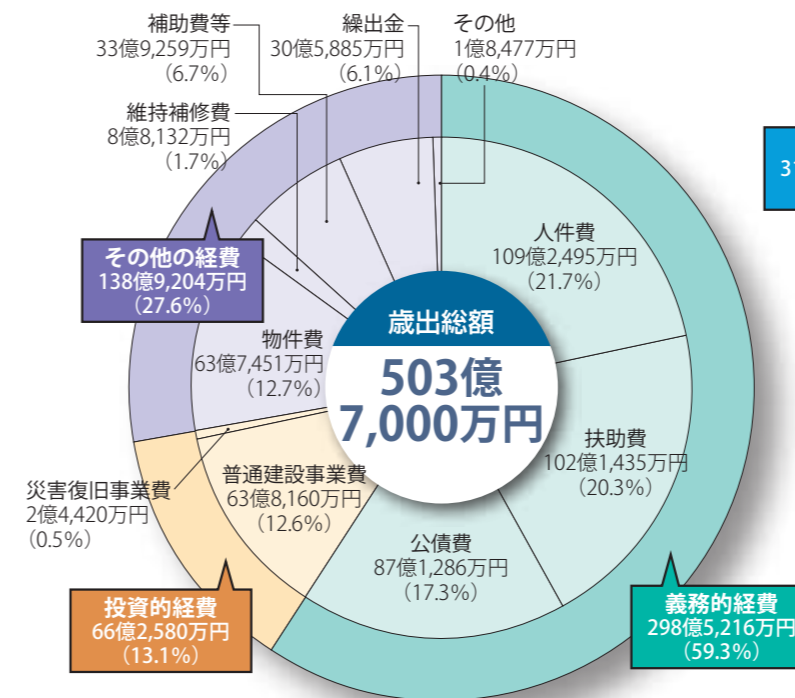 補助費等
33億9,259万円
(6.7%)
繰出金
30億5,885万円
(6.1%)
その他
1億8,477万円
(0.4%)
維持補修費
8億8,132万円
(1.7%)
その他の経費
138億9,204万円
(27.6%)
物件費
63億7,451万円
(12.7%)
災害復旧事業費
2億4,420万円
(0.5%)
普通建設事業費
63億8,160万円
(12.6%)
投資的経費
66億2,580万円
(13.1%)
歳出総額
503億
7,000万円
人件費
109億2,495万円
(21.7%)
扶助費
102億1,435万円
(20.3%)
公債費
87億1,286万円
(17.3%)
義務的経費
298億5,216万円
(59.3%)